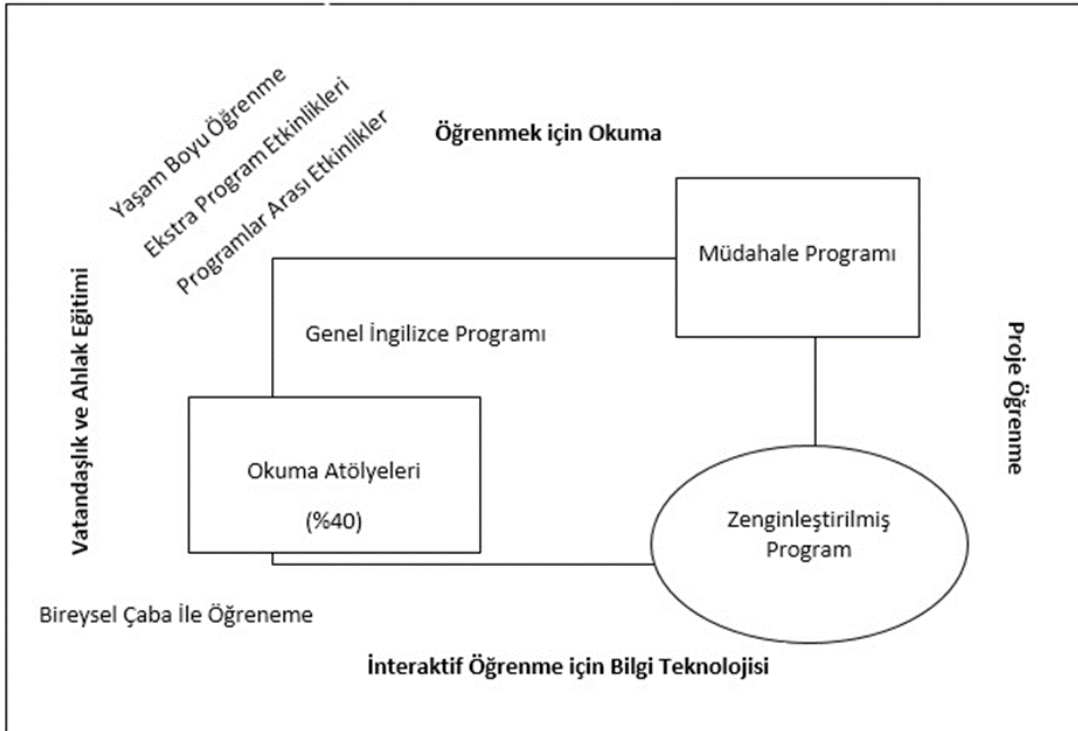 Yaşam Boyu Öğrenme
Ekstra Program Etkinlikleri
Programlar Arası Etkinlikler
Öğrenmek için Okuma
Müdahale Programı
Genel İngilizce Programı
Vatandaşlık ve Ahlak Eğitimi
Proje Öğrenme
Okuma Atölyeleri
(%40)
Zenginleştirilmiş
Program
Bireysel Çaba İle Öğreneme
İnteraktif Öğrenme için Bilgi Teknolojisi